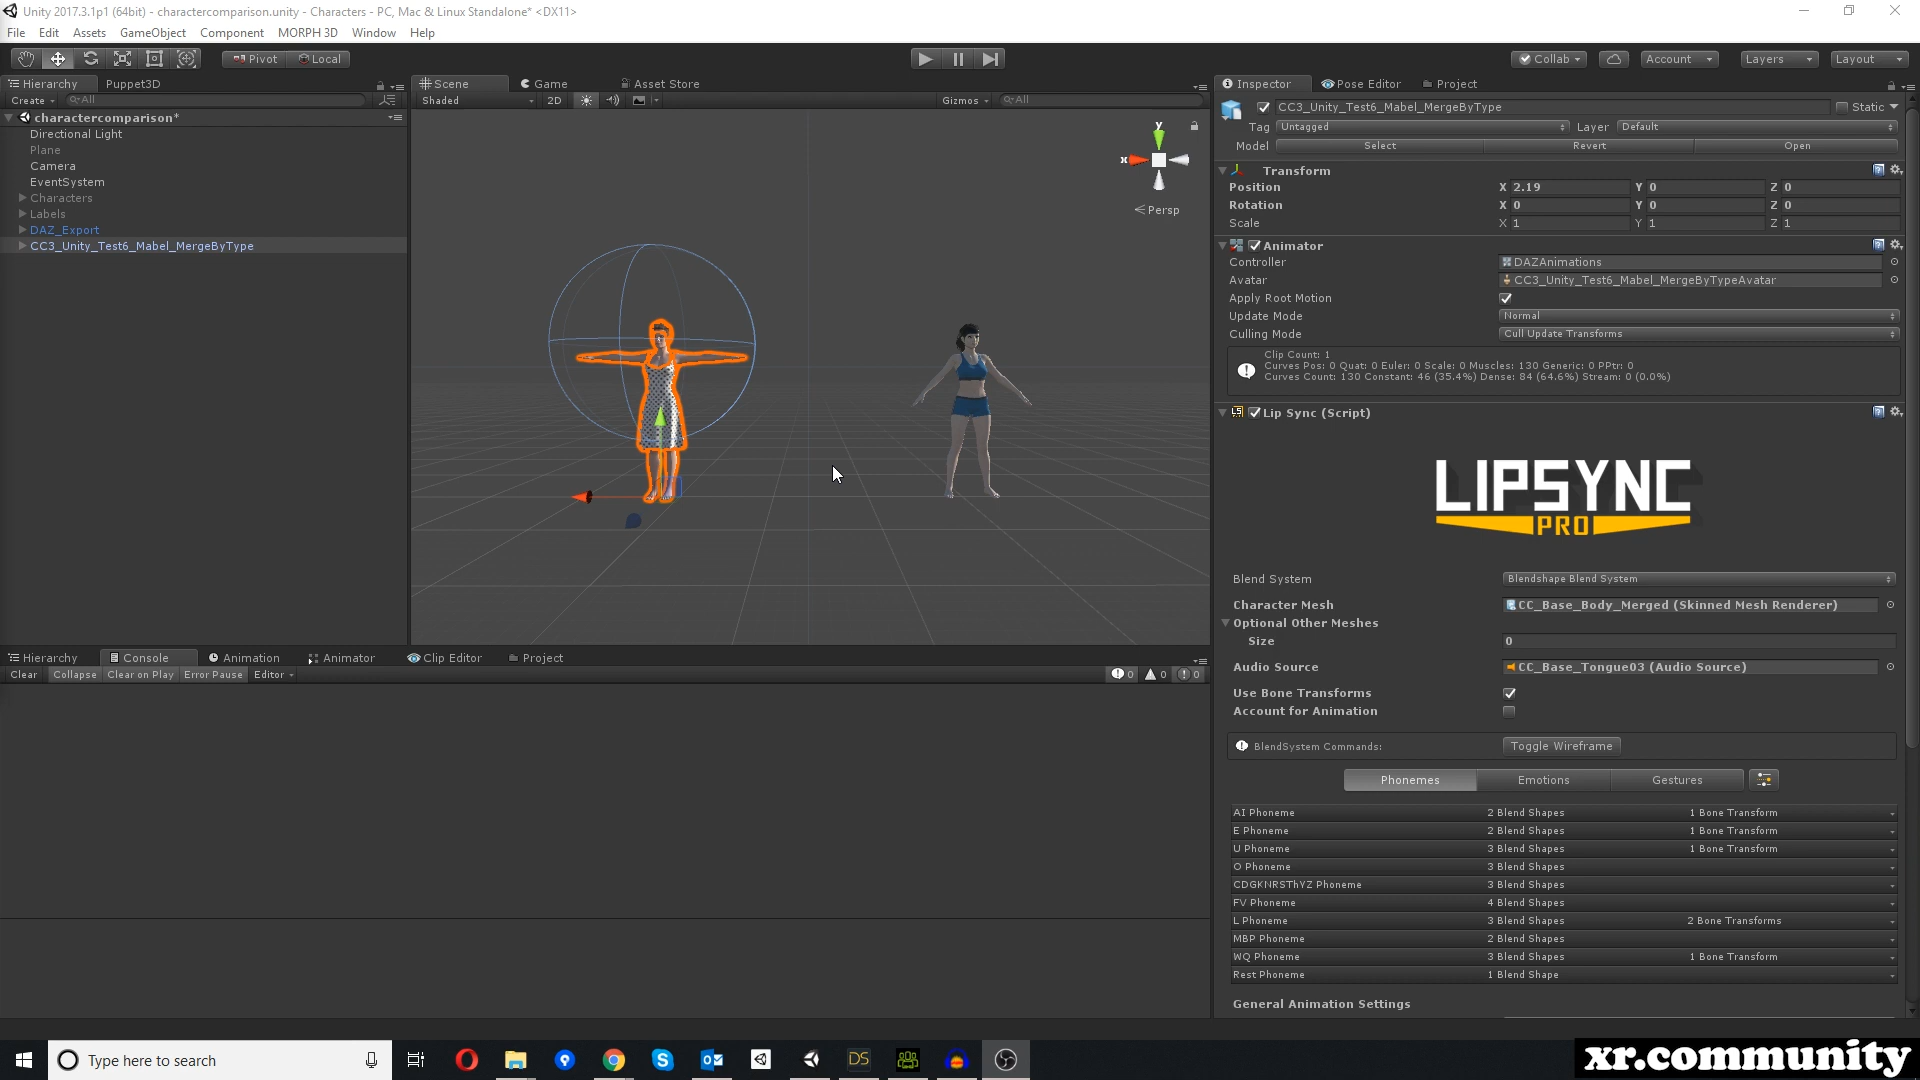 Unity 2017.3.1p1 (64bit) - charactercomparison.unity - Characters - PC, Mac & Linux Standalone* <DX11>
File Edit Assets GameObject Component MORPH 3D Window Help
Pivot Local Collab Account Layers Layout
Hierarchy Puppet3D
Create All
charactercomparison*
Directional Light
Plane
Camera
EventSystem
Characters
Labels
DAZ_Export
CC3_Unity_Test6_Mabel_MergeByType
Scene Game Asset Store
Shaded 2D Gizmos All
y
x
Persp
Hierarchy Console Animation Animator Clip Editor Project
Clear Collapse Clear on Play Error Pause Editor 0 0 0
Inspector Pose Editor Project
CC3_Unity_Test6_Mabel_MergeByType Static
Tag Untagged Layer Default
Model Select Revert Open
Transform
Position X 2.19 Y 0 Z 0
Rotation X 0 Y 0 Z 0
Scale X 1 Y 1 Z 1
Animator
Controller DAZAnimations
Avatar CC3_Unity_Test6_Mabel_MergeByTypeAvatar
Apply Root Motion
Update Mode Normal
Culling Mode Cull Update Transforms
Clip Count: 1
Curves Pos: 0 Quat: 0 Euler: 0 Scale: 0 Muscles: 130 Generic: 0 PPtr: 0
Curves Count: 130 Constant: 46 (35.4%) Dense: 84 (64.6%) Stream: 0 (0.0%)
LS Lip Sync (Script)
LIPSYNC
PRO
Blend System Blendshape Blend System
Character Mesh CC_Base_Body_Merged (Skinned Mesh Renderer)
Optional Other Meshes
Size 0
Audio Source CC_Base_Tongue03 (Audio Source)
Use Bone Transforms
Account for Animation
BlendSystem Commands: Toggle Wireframe
Phonemes Emotions Gestures
AI Phoneme 2 Blend Shapes 1 Bone Transform
E Phoneme 2 Blend Shapes 1 Bone Transform
U Phoneme 3 Blend Shapes 1 Bone Transform
O Phoneme 3 Blend Shapes
CDGKNRSThYZ Phoneme 3 Blend Shapes
FV Phoneme 4 Blend Shapes
L Phoneme 3 Blend Shapes 2 Bone Transforms
MBP Phoneme 2 Blend Shapes
WQ Phoneme 3 Blend Shapes 1 Bone Transform
Rest Phoneme 1 Blend Shape
General Animation Settings
Type here to search DS
xr.community